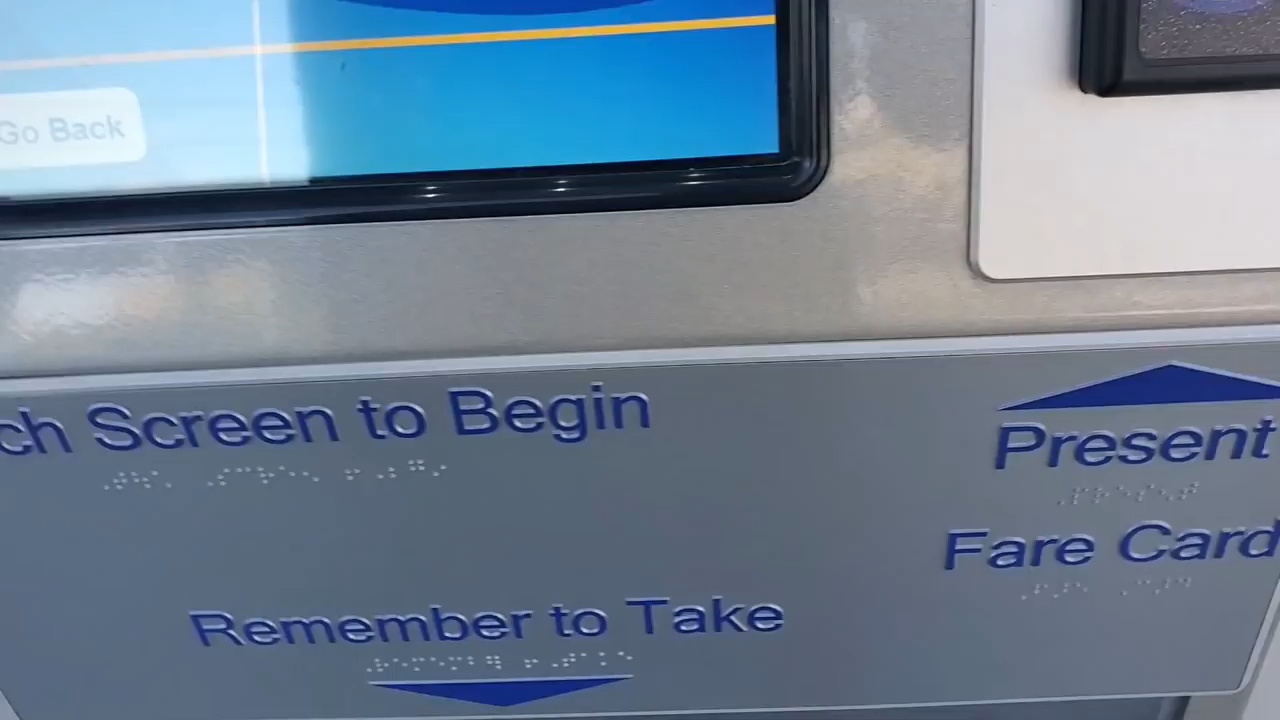 Go Back
ch Screen to Begin
Present
Fare Card
Remember to Take